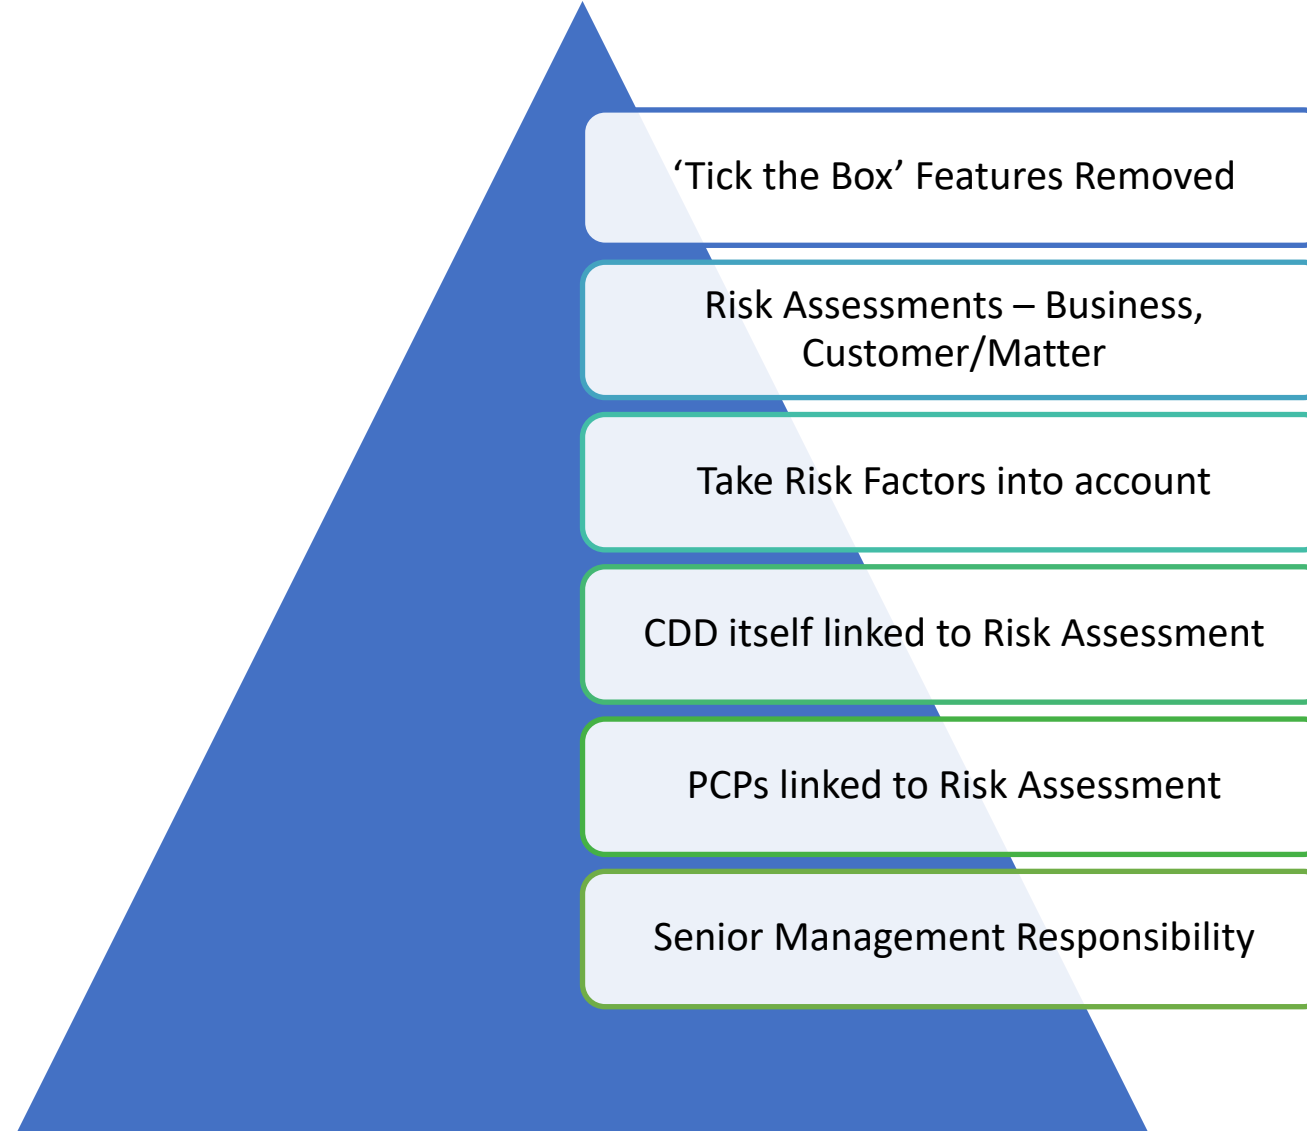 ‘Tick the Box’ Features Removed
Risk Assessments – Business,
Customer/Matter
Take Risk Factors into account
CDD itself linked to Risk Assessment
PCPs linked to Risk Assessment
Senior Management Responsibility